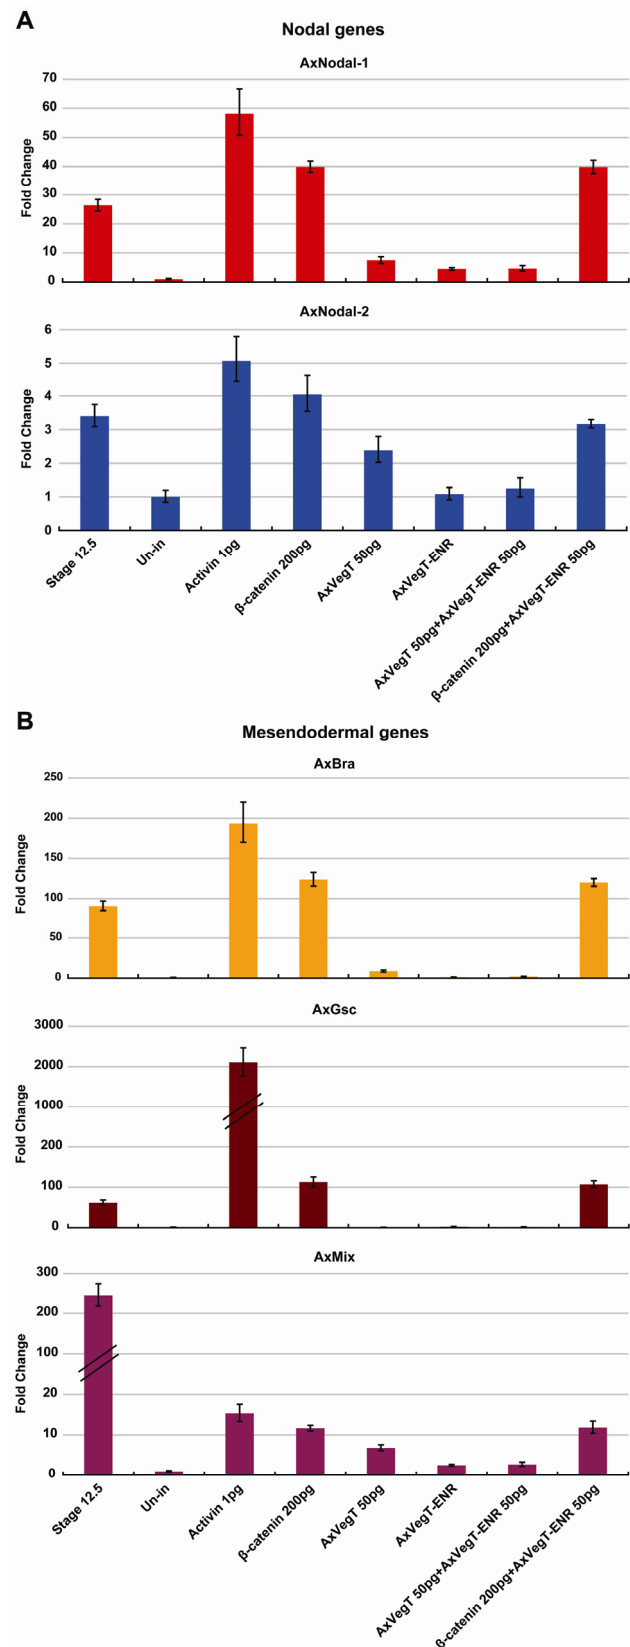 A
Nodal genes
AxNodal-1
Fold Change
70
60
50
40
30
20
10
0
AxNodal-2
Fold Change
6
5
4
3
2
1
0
Stage 12.5
Un-in
Activin 1pg
β-catenin 200pg
AxVegT 50pg
AxVegT-ENR
AxVegT 50pg+AxVegT-ENR 50pg
β-catenin 200pg+AxVegT-ENR 50pg
B
Mesendodermal genes
AxBra
Fold Change
250
200
150
100
50
0
AxGsc
Fold Change
3000
2000
1000
200
100
0
AxMix
Fold Change
300
200
100
20
10
0
Stage 12.5
Un-in
Activin 1pg
β-catenin 200pg
AxVegT 50pg
AxVegT-ENR
AxVegT 50pg+AxVegT-ENR 50pg
β-catenin 200pg+AxVegT-ENR 50pg